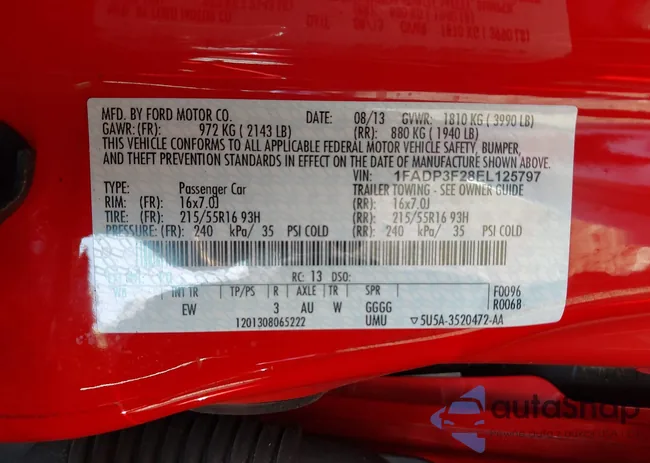 MFD. BY FORD MOTOR CO. DATE: 08/13 GVWR: 1810 KG ( 3990 LB)
GAWR: (FR): 972 KG ( 2143 LB) (RR): 880 KG ( 1940 LB)
THIS VEHICLE CONFORMS TO ALL APPLICABLE FEDERAL MOTOR VEHICLE SAFETY, BUMPER,
AND THEFT PREVENTION STANDARDS IN EFFECT ON THE DATE OF MANUFACTURE SHOWN ABOVE.
VIN: 1FADP3F28EL125797
TYPE: Passenger Car TRAILER TOWING - SEE OWNER GUIDE
RIM: 16x7.0J (RR): 16x7.0J
TIRE: 215/55R16 93H (RR): 215/55R16 93H
PRESSURE: (FR): 240 kPa/ 35 PSI COLD (RR): 240 kPa/ 35 PSI COLD
RC: 13 DSO:
INT TR TP/PS R AXLE TR SPR F0096
EW 3 AU W GGGG R0068
1201308065222 UMU ▽5U5A-3520472-AA
autaShop